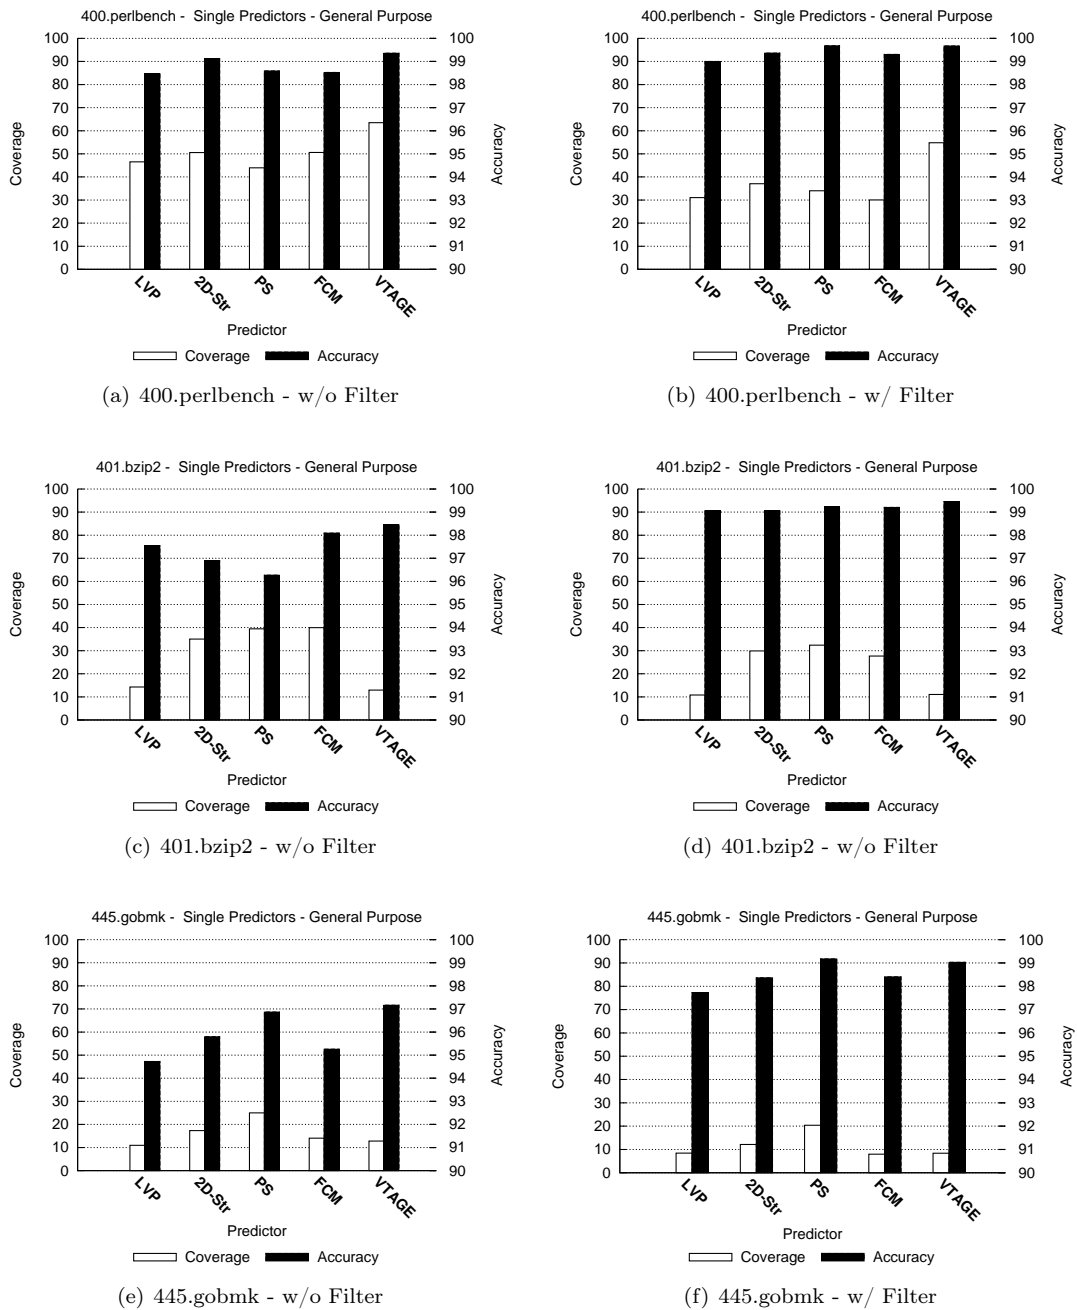 400.perlbench - Single Predictors - General Purpose
100
90
80
70
60
50
40
30
20
10
0
Coverage
100
99
98
97
96
95
94
93
92
91
90
Accuracy
LVP
2D-Str
PS
FCM
VTAGE
Predictor
Coverage Accuracy
(a) 400.perlbench - w/o Filter
400.perlbench - Single Predictors - General Purpose
100
90
80
70
60
50
40
30
20
10
0
Coverage
100
99
98
97
96
95
94
93
92
91
90
Accuracy
LVP
2D-Str
PS
FCM
VTAGE
Predictor
Coverage Accuracy
(b) 400.perlbench - w/ Filter
401.bzip2 - Single Predictors - General Purpose
100
90
80
70
60
50
40
30
20
10
0
Coverage
100
99
98
97
96
95
94
93
92
91
90
Accuracy
LVP
2D-Str
PS
FCM
VTAGE
Predictor
Coverage Accuracy
(c) 401.bzip2 - w/o Filter
401.bzip2 - Single Predictors - General Purpose
100
90
80
70
60
50
40
30
20
10
0
Coverage
100
99
98
97
96
95
94
93
92
91
90
Accuracy
LVP
2D-Str
PS
FCM
VTAGE
Predictor
Coverage Accuracy
(d) 401.bzip2 - w/o Filter
445.gobmk - Single Predictors - General Purpose
100
90
80
70
60
50
40
30
20
10
0
Coverage
100
99
98
97
96
95
94
93
92
91
90
Accuracy
LVP
2D-Str
PS
FCM
VTAGE
Predictor
Coverage Accuracy
(e) 445.gobmk - w/o Filter
445.gobmk - Single Predictors - General Purpose
100
90
80
70
60
50
40
30
20
10
0
Coverage
100
99
98
97
96
95
94
93
92
91
90
Accuracy
LVP
2D-Str
PS
FCM
VTAGE
Predictor
Coverage Accuracy
(f) 445.gobmk - w/ Filter